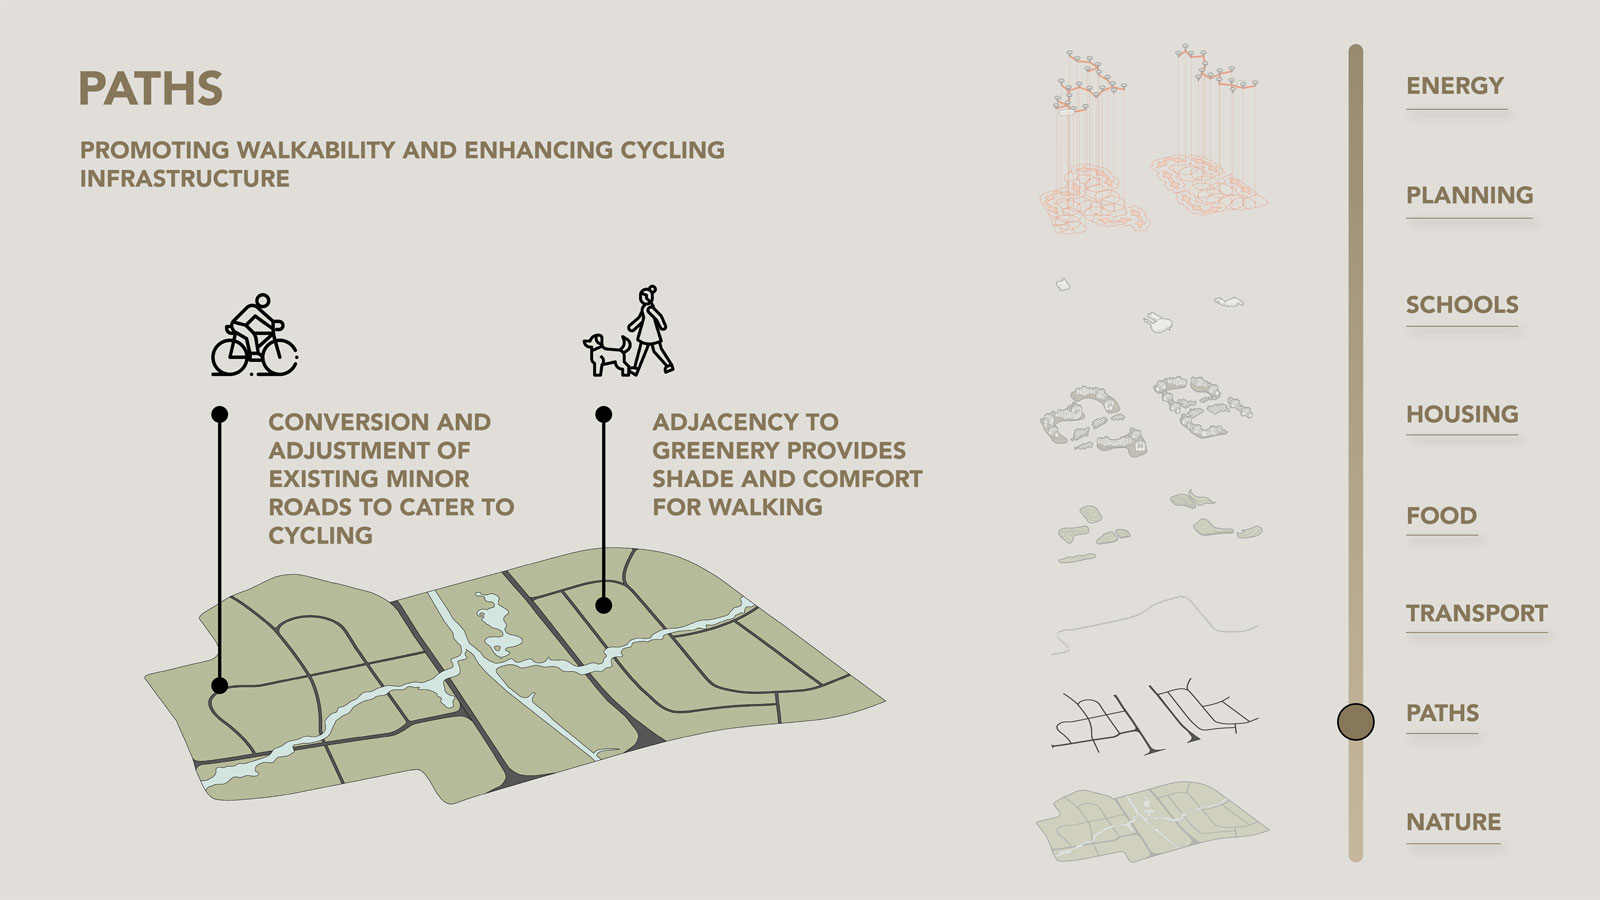 PATHS
PROMOTING WALKABILITY AND ENHANCING CYCLING
INFRASTRUCTURE
CONVERSION AND
ADJUSTMENT OF
EXISTING MINOR
ROADS TO CATER TO
CYCLING
ADJACENCY TO
GREENERY PROVIDES
SHADE AND COMFORT
FOR WALKING
ENERGY
PLANNING
SCHOOLS
HOUSING
FOOD
TRANSPORT
PATHS
NATURE